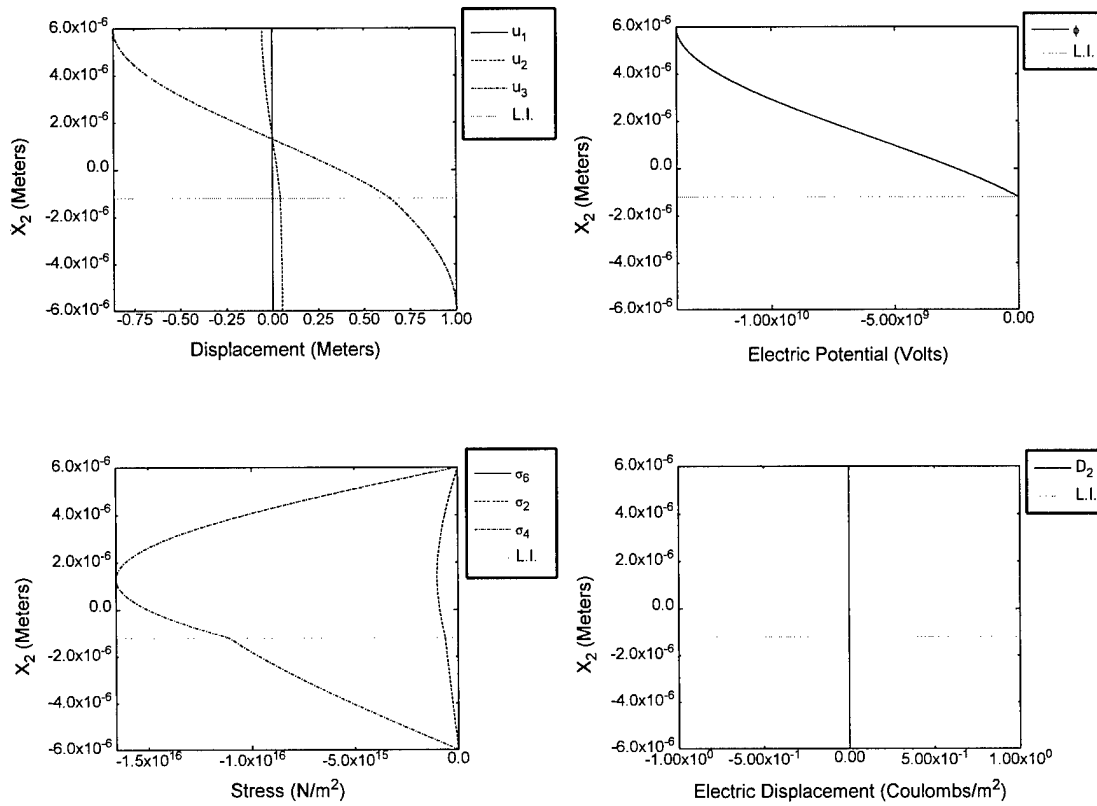 6.0x10⁻⁶
4.0x10⁻⁶
2.0x10⁻⁶
0.0
-2.0x10⁻⁶
-4.0x10⁻⁶
-6.0x10⁻⁶
X₂ (Meters)
-0.75 -0.50 -0.25 0.00 0.25 0.50 0.75 1.00
Displacement (Meters)
u₁
u₂
u₃
L.I.
6.0x10⁻⁶
4.0x10⁻⁶
2.0x10⁻⁶
0.0
-2.0x10⁻⁶
-4.0x10⁻⁶
-6.0x10⁻⁶
X₂ (Meters)
-1.00x10¹⁰ -5.00x10⁹ 0.00
Electric Potential (Volts)
ϕ
L.I.
6.0x10⁻⁶
4.0x10⁻⁶
2.0x10⁻⁶
0.0
-2.0x10⁻⁶
-4.0x10⁻⁶
-6.0x10⁻⁶
X₂ (Meters)
-1.5x10¹⁶ -1.0x10¹⁶ -5.0x10¹⁵ 0.0
Stress (N/m²)
σ₆
σ₂
σ₄
L.I.
6.0x10⁻⁶
4.0x10⁻⁶
2.0x10⁻⁶
0.0
-2.0x10⁻⁶
-4.0x10⁻⁶
-6.0x10⁻⁶
X₂ (Meters)
-1.00x10⁰ -5.00x10⁻¹ 0.00 5.00x10⁻¹ 1.00x10⁰
Electric Displacement (Coulombs/m²)
D₂
L.I.